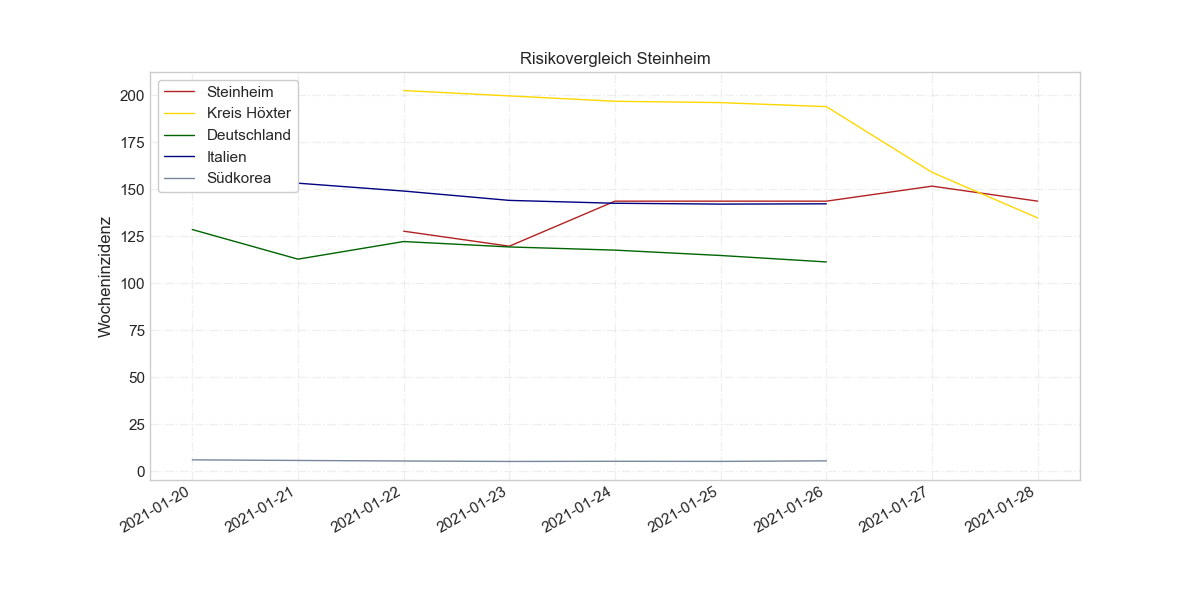 Risikovergleich Steinheim
Steinheim
Kreis Höxter
Deutschland
Italien
Südkorea
Wocheninzidenz
200
175
150
125
100
75
50
25
0
2021-01-20
2021-01-21
2021-01-22
2021-01-23
2021-01-24
2021-01-25
2021-01-26
2021-01-27
2021-01-28